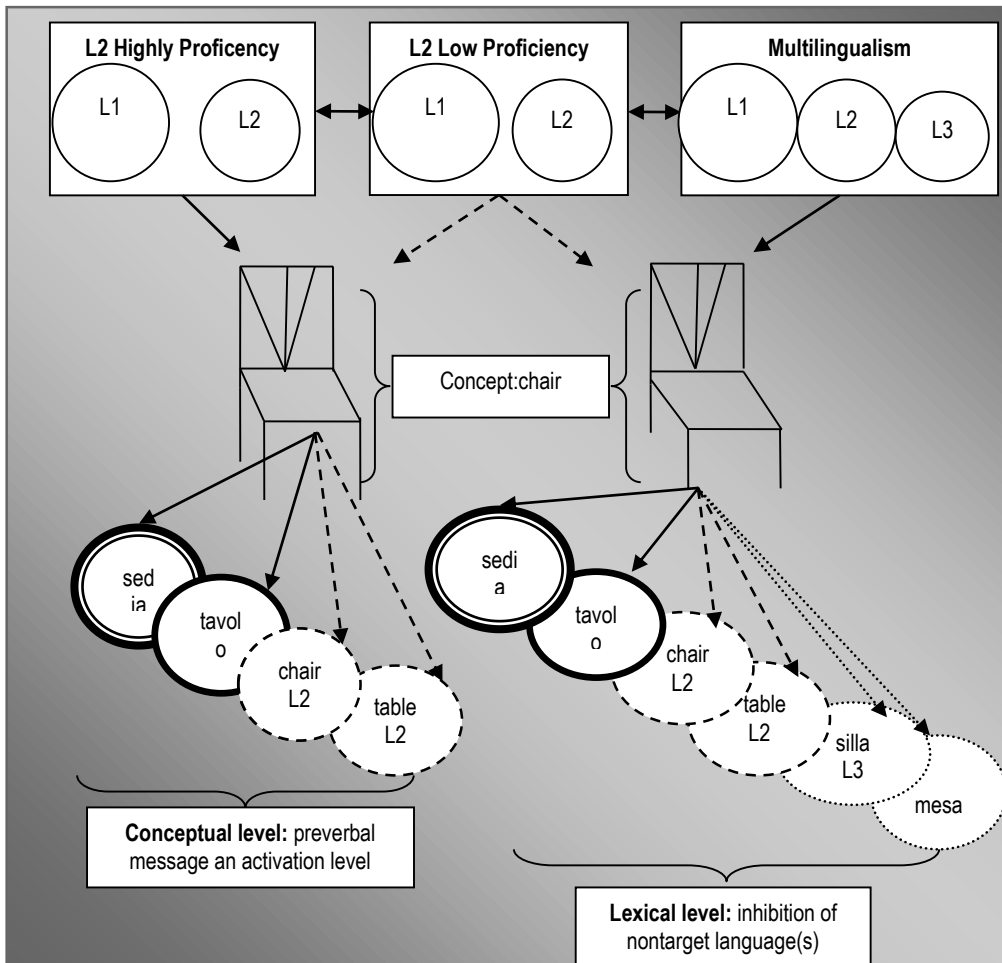 L2 Highly Proficency
L1
L2
L2 Low Proficiency
L1
L2
Multilingualism
L1
L2
L3
Concept:chair
sed
ia
tavol
o
chair
L2
table
L2
sedi
a
tavol
o
chair
L2
table
L2
silla
L3
mesa
Conceptual level: preverbal
message an activation level
Lexical level: inhibition of
nontarget language(s)